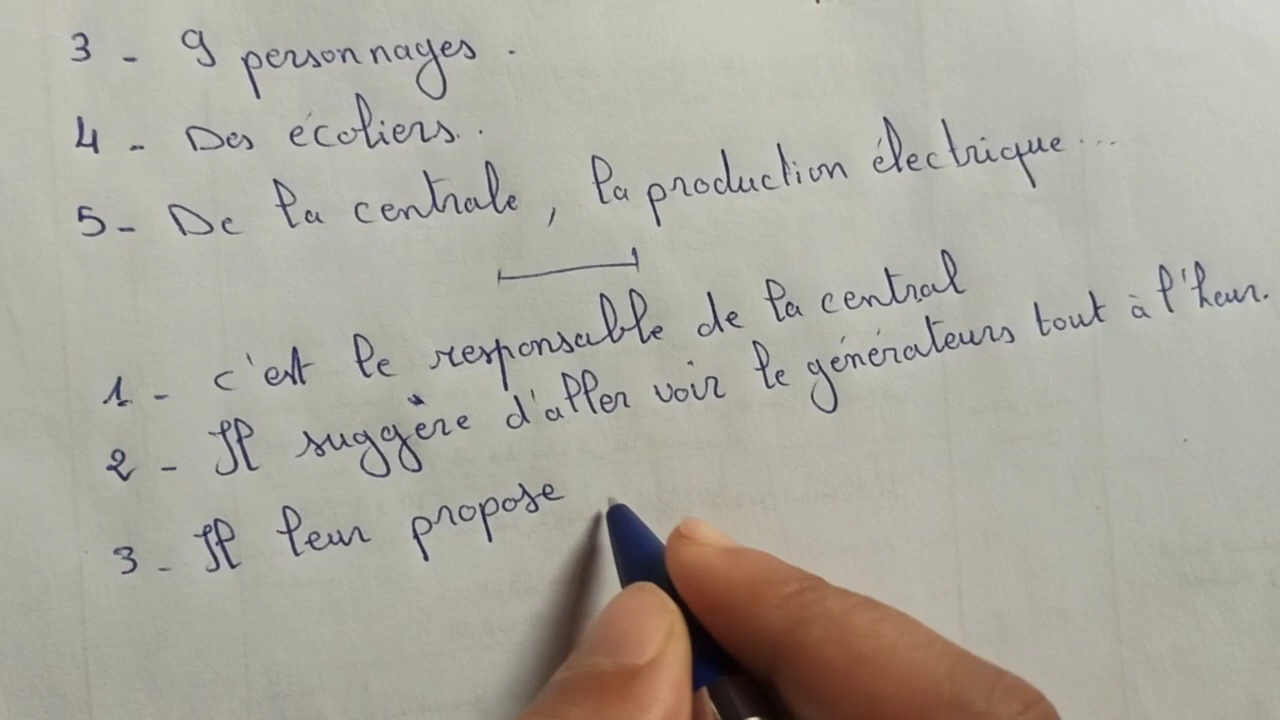 3 - 9 personnages.
4 - Des écoliers.
5 - De la centrale, la production électrique...
1 - c'est le responsable de la central
2 - Il suggère d'aller voir le générateurs tout à l'heur.
3 - Il leur propose